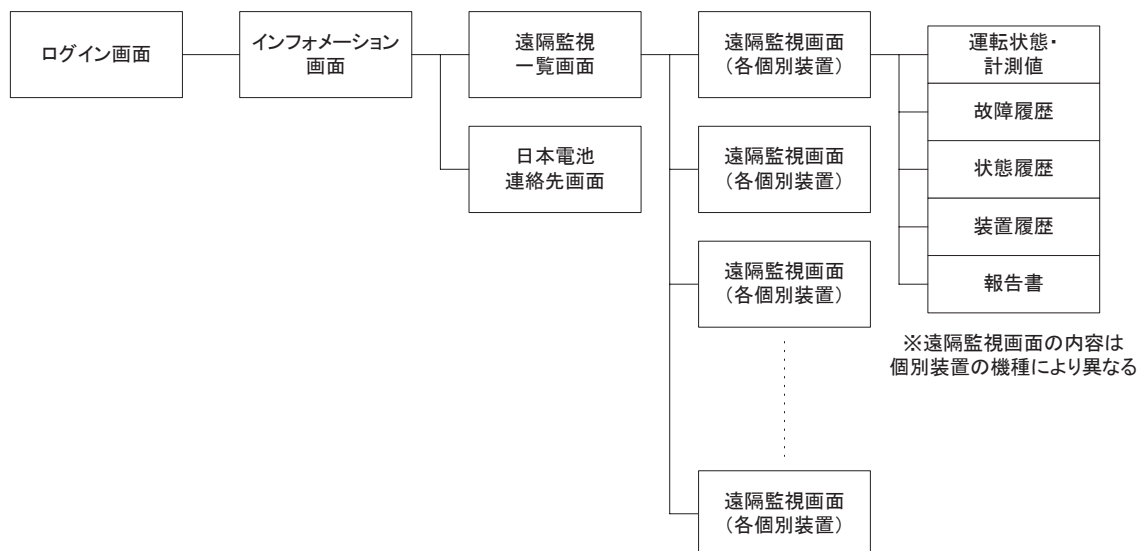 ログイン画面
インフォメーション
画面
遠隔監視
一覧画面
日本電池
連絡先画面
遠隔監視画面
（各個別装置）
遠隔監視画面
（各個別装置）
遠隔監視画面
（各個別装置）
遠隔監視画面
（各個別装置）
運転状態・
計測値
故障履歴
状態履歴
装置履歴
報告書
※遠隔監視画面の内容は
個別装置の機種により異なる